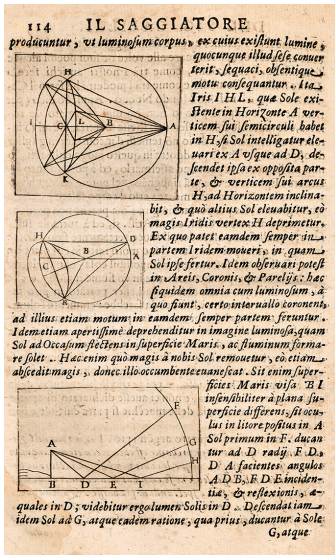 114 IL SAGGIATORE
producuntur, vt luminosum corpus, ex cuius existunt lumine,
quocunque illud sese conuer
terit, sequaci, obsentique
motu consequantur. Ita
Iris I H L, quæ Sole exi-
stente in Horizonte A ver-
ticem sui semicirculi habet
in H, si Sol intelligatur ele-
uari ex A vsque ad D, de-
scendet ipsa ex opposita par-
te, & verticem sui arcus
H, ad Horizontem inclina-
bit, & quò altius Sol eleuabitur, eò
magis Iridis vertex H deprimetur.
Ex quo patet eamdem semper in
partem Iridem moueri, in quam
Sol ipse fertur. Idem obseruari potest
in Areis, Coronis, & Parelijs: hæc
siquidem omnia cum luminosum, à
quo fiunt, certo interuallo coronent,
ad illius etiam motum in eamdem semper partem feruntur.
Idem etiam apertissimè deprehenditur in imagine luminosa, quam
Sol ad Occasum flectens in superficie Maris, ac fluminum forma-
re solet. Hæc enim quò magis à nobis Sol remouetur, eò etiam
abscedit magis, donec illo occumbente euanescat. Sit enim super-
ficies Maris visa B I
insensibiliter à plana su-
perficie differens, sit ocu-
lus in litore positus in A
Sol primum in F. ducan
tur ad D radij F D,
D A facientes angulos
A D B, F D E inciden-
tiæ, & reflexionis, æ-
quales in D; videbitur ergo lumen Solis in D. Descendat iam
idem Sol ad G, atque eadem ratione, qua prius, ducantur à Sole
G, atque
H
I
C
L
B
A
K
H
D
B
A
C
K
F
G
H
A
B
D
E
I